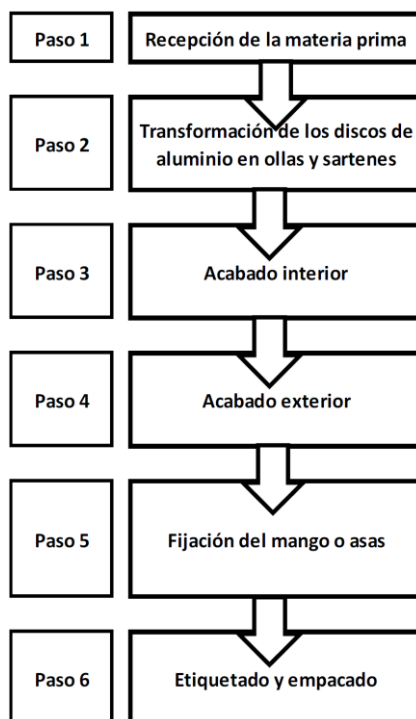 Paso 1
Recepción de la materia prima
Paso 2
Transformación de los discos de
aluminio en ollas y sartenes
Paso 3
Acabado interior
Paso 4
Acabado exterior
Paso 5
Fijación del mango o asas
Paso 6
Etiquetado y empacado